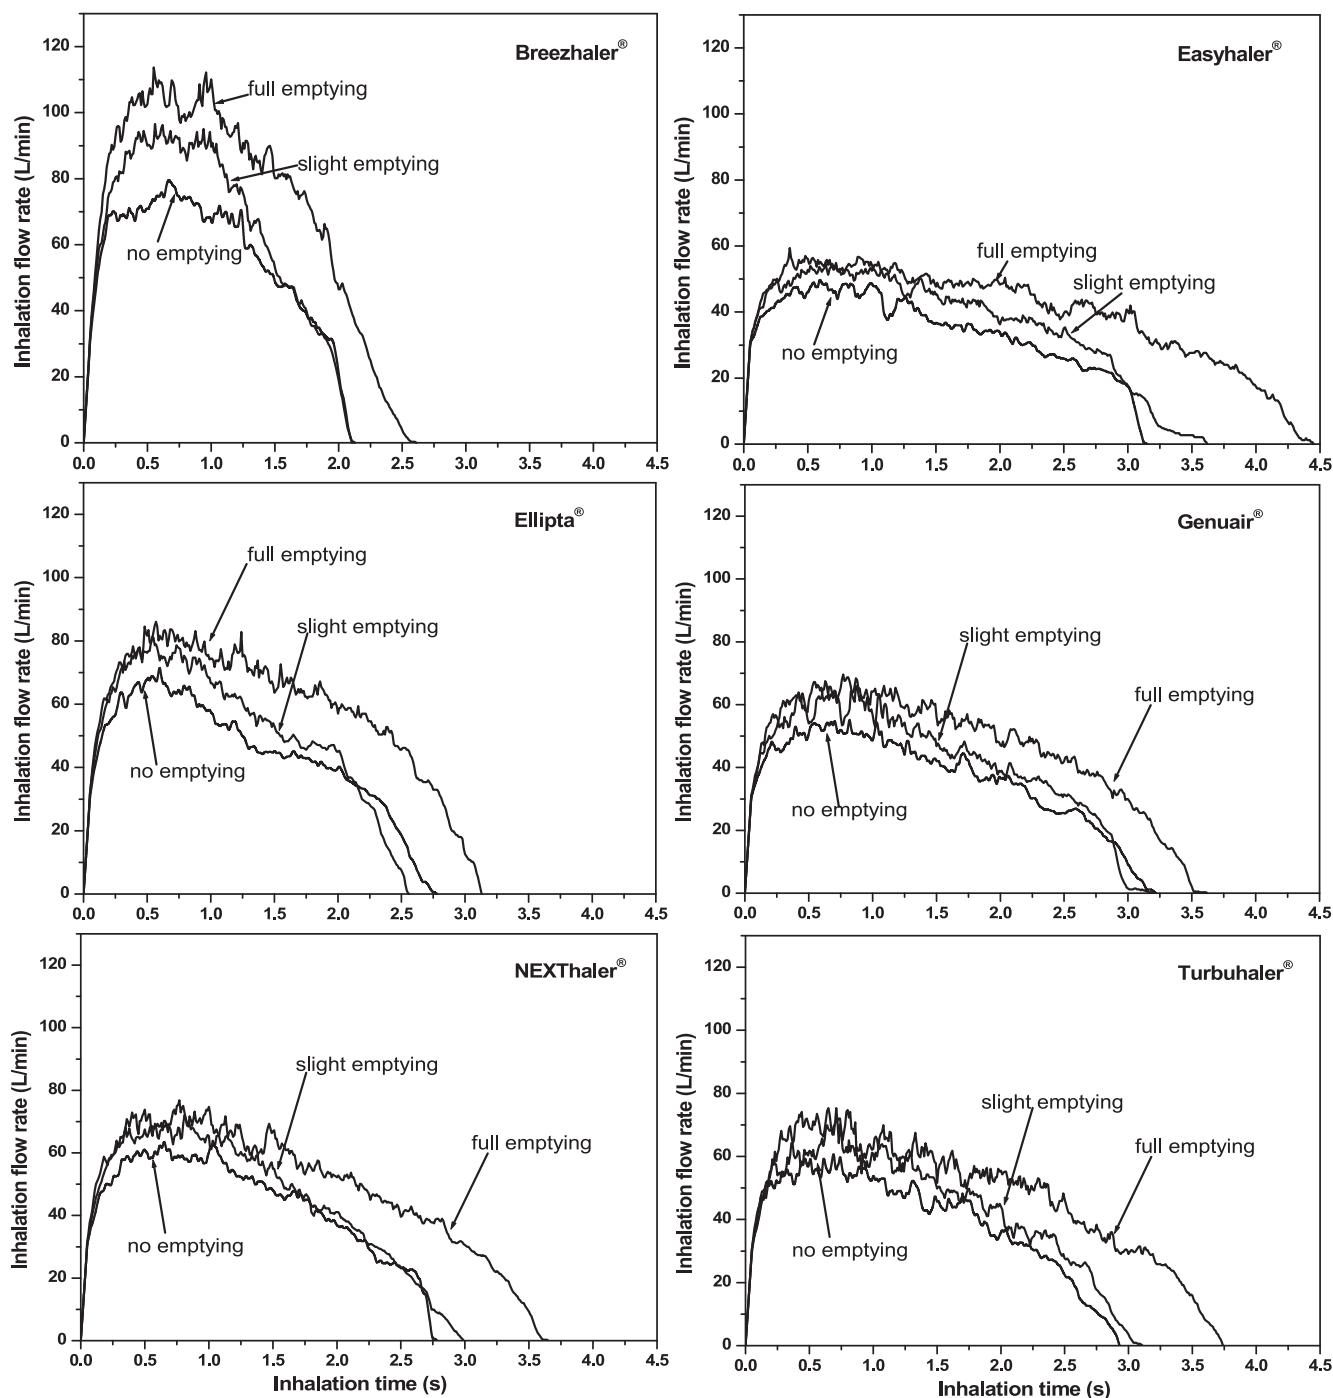 Breezhaler®
full emptying
slight emptying
no emptying
Inhalation flow rate (L/min)
120
100
80
60
40
20
0
0.0 0.5 1.0 1.5 2.0 2.5 3.0 3.5 4.0 4.5
Easyhaler®
full emptying
slight emptying
no emptying
Inhalation flow rate (L/min)
120
100
80
60
40
20
0
0.0 0.5 1.0 1.5 2.0 2.5 3.0 3.5 4.0 4.5
Ellipta®
full emptying
slight emptying
no emptying
Inhalation flow rate (L/min)
120
100
80
60
40
20
0
0.0 0.5 1.0 1.5 2.0 2.5 3.0 3.5 4.0 4.5
Genuair®
slight emptying
full emptying
no emptying
Inhalation flow rate (L/min)
120
100
80
60
40
20
0
0.0 0.5 1.0 1.5 2.0 2.5 3.0 3.5 4.0 4.5
NEXThaler®
slight emptying
full emptying
no emptying
Inhalation flow rate (L/min)
120
100
80
60
40
20
0
0.0 0.5 1.0 1.5 2.0 2.5 3.0 3.5 4.0 4.5
Inhalation time (s)
Turbuhaler®
slight emptying
full emptying
no emptying
Inhalation flow rate (L/min)
120
100
80
60
40
20
0
0.0 0.5 1.0 1.5 2.0 2.5 3.0 3.5 4.0 4.5
Inhalation time (s)